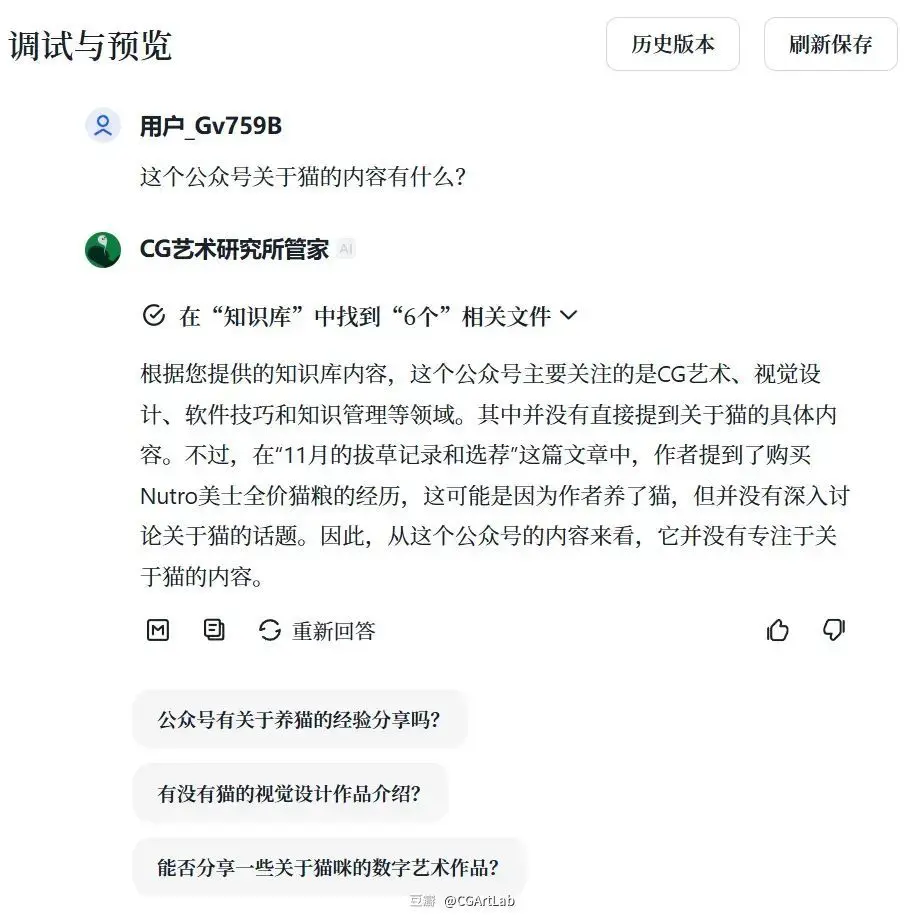 调试与预览
历史版本
刷新保存
用户_Gv759B
这个公众号关于猫的内容有什么？
CG艺术研究所管家 AI
在“知识库”中找到“6个”相关文件
根据您提供的知识库内容，这个公众号主要关注的是CG艺术、视觉设
计、软件技巧和知识管理等领域。其中并没有直接提到关于猫的具体内
容。不过，在"11月的拔草记录和选荐"这篇文章中，作者提到了购买
Nutro美士全价猫粮的经历，这可能是因为作者养了猫，但并没有深入讨
论关于猫的话题。因此，从这个公众号的内容来看，它并没有专注于关
于猫的内容。
重新回答
公众号有关于养猫的经验分享吗？
有没有猫的视觉设计作品介绍？
能否分享一些关于猫咪的数字艺术作品？
豆瓣 @CGArtLab